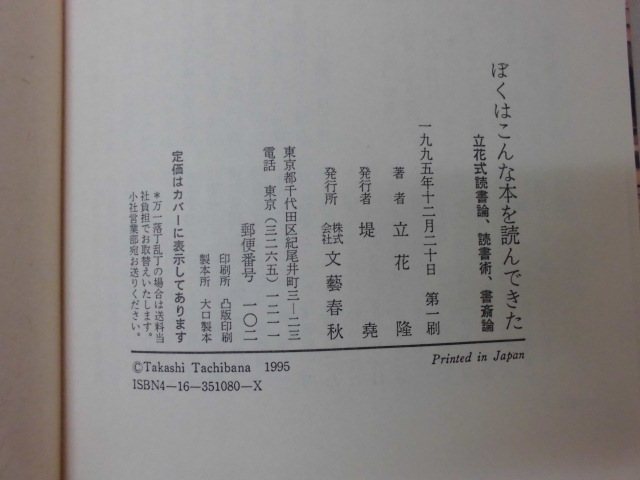 ぼくはこんな本を読んできた
立花式読書論、読書術、書斎論
一九九五年十二月二十日　第一刷
著者　立花　隆
発行者　堤　堯
発行所　株式会社　文藝春秋
東京都千代田区紀尾井町三―二三
電話　東京（三二六五）一二一一
郵便番号　一〇二
印刷所　凸版印刷
製本所　大口製本
定価はカバーに表示してあります
＊万一落丁乱丁の場合は送料当
社負担でお取替えいたします。
小社営業部宛お送りください。
Printed in Japan
©Takashi Tachibana 1995
ISBN4-16-351080-X